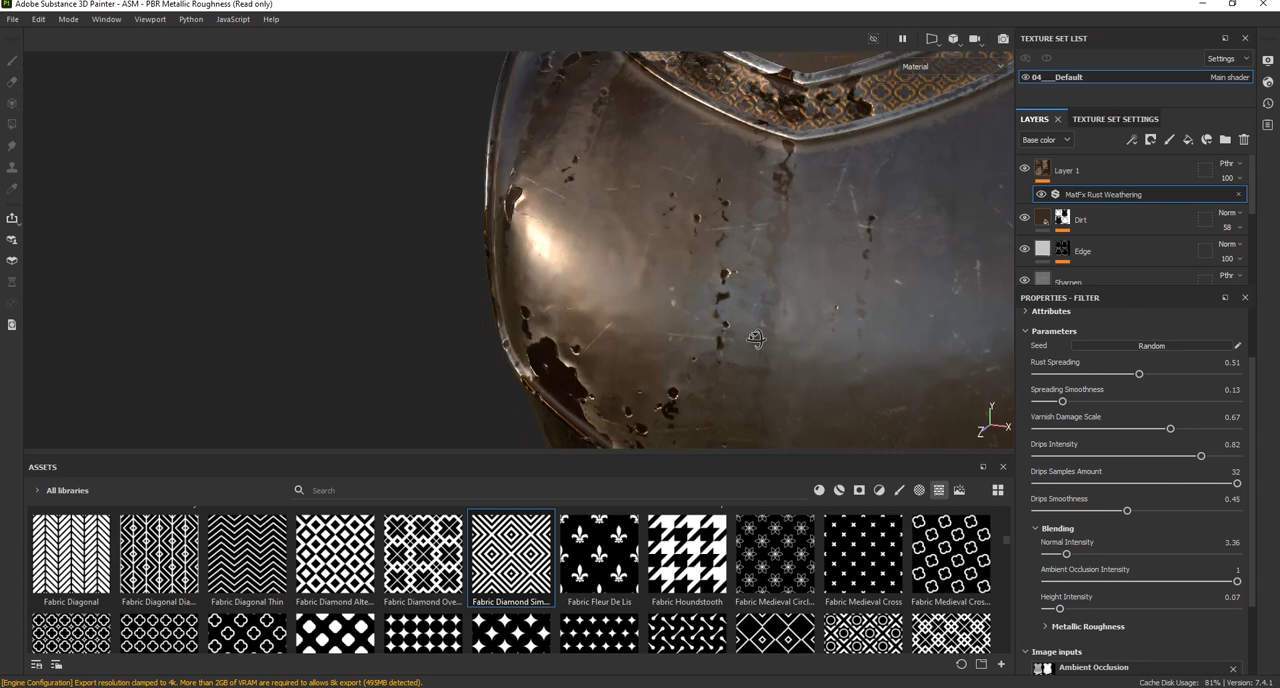 Adobe Substance 3D Painter - ASM - PBR Metallic Roughness (Read only)
File Edit Mode Window Viewport Python JavaScript Help
TEXTURE SET LIST
Settings
Material
04___Default Main shader
LAYERS TEXTURE SET SETTINGS
Base color
Layer 1 Pthr 100
MatFx Rust Weathering
Dirt Norm 58
Edge Norm 100
Sharpen Pthr
PROPERTIES - FILTER
Attributes
Parameters
Seed Random
Rust Spreading 0.51
Spreading Smoothness 0.13
Varnish Damage Scale 0.67
Drips Intensity 0.82
Drips Samples Amount 32
Drips Smoothness 0.45
Blending
Normal Intensity 3.36
Ambient Occlusion Intensity 1
Height Intensity 0.07
Metallic Roughness
Image inputs
Ambient Occlusion
Y
X
Z
ASSETS
All libraries Search
Fabric Diagonal Fabric Diagonal Dia... Fabric Diagonal Thin Fabric Diamond Alte... Fabric Diamond Ove... Fabric Diamond Sim... Fabric Fleur De Lis Fabric Houndstooth Fabric Medieval Circl... Fabric Medieval Cross Fabric Medieval Cros...
[Engine Configuration] Export resolution clamped to 4k. More than 2GB of VRAM are required to allows 8k export (495MB detected).
Cache Disk Usage: 81% | Version: 7.4.1